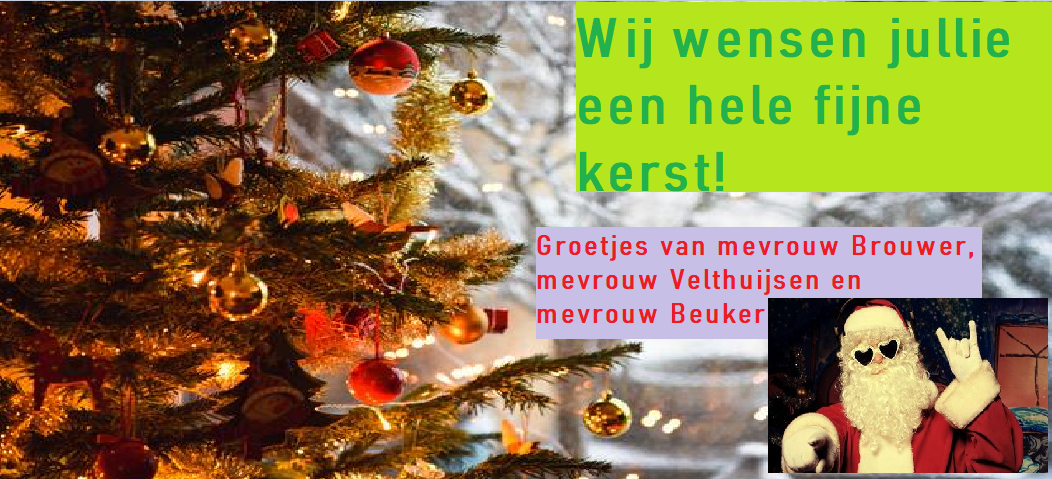 Wij wensen jullie
een hele fijne
kerst!
Groetjes van mevrouw Brouwer,
mevrouw Velthuijsen en
mevrouw Beuker